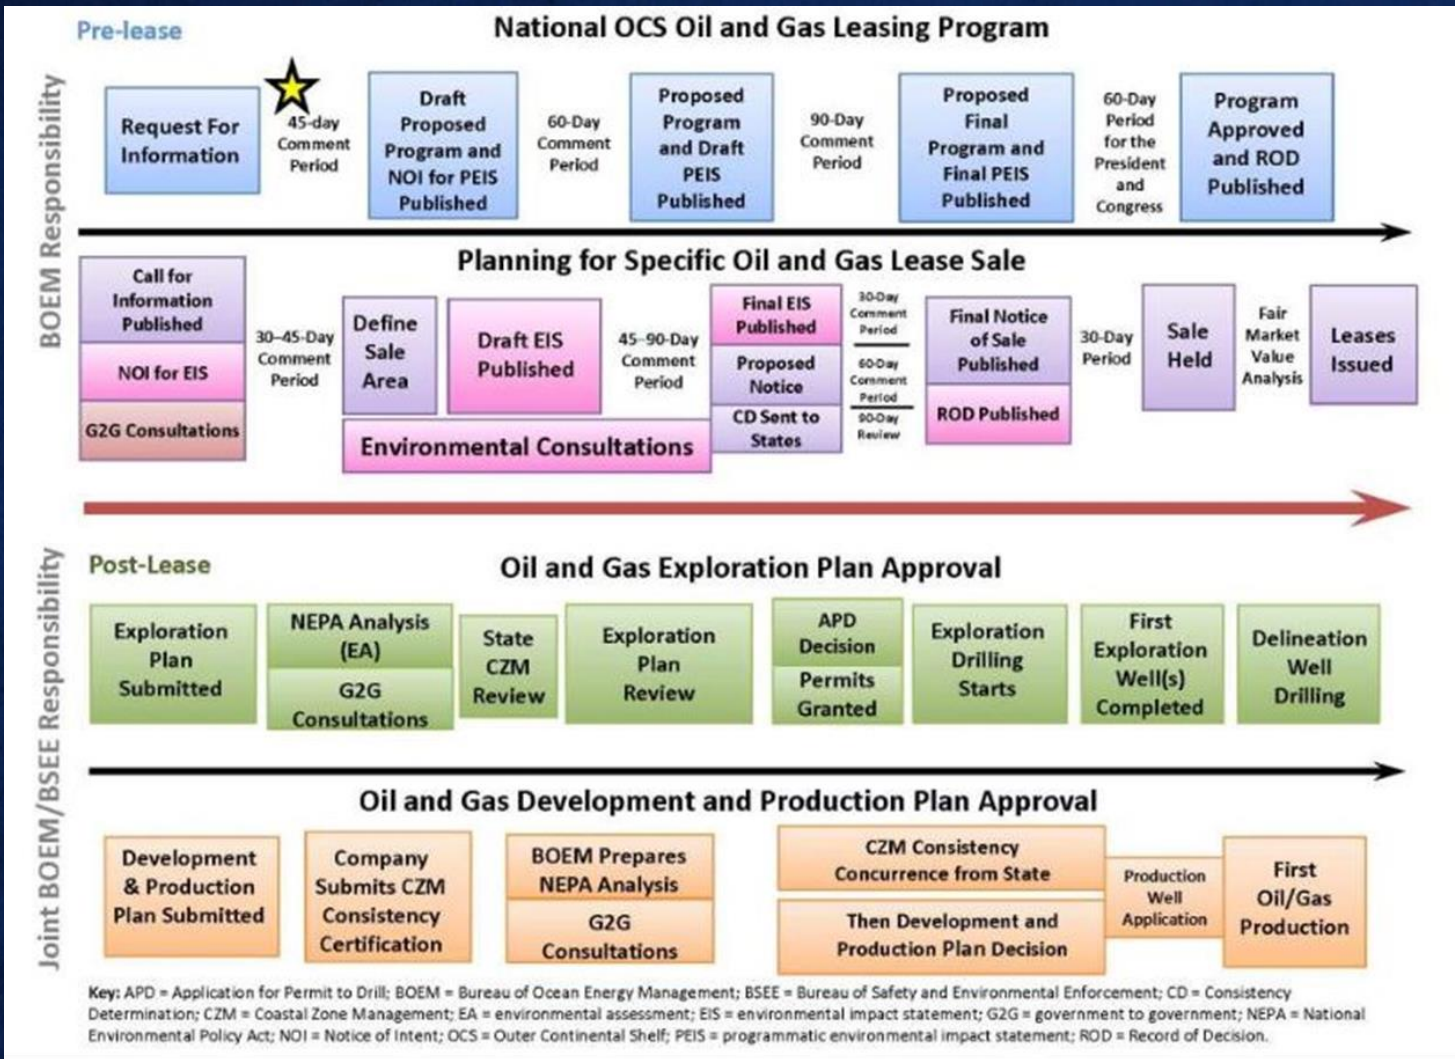 Pre-lease
National OCS Oil and Gas Leasing Program
BOEM Responsibility
Request For
Information
45-day
Comment
Period
Draft
Proposed
Program and
NOI for PEIS
Published
60-Day
Comment
Period
Proposed
Program
and Draft
PEIS
Published
90-Day
Comment
Period
Proposed
Final
Program and
Final PEIS
Published
60-Day
Period
for the
President
and
Congress
Program
Approved
and ROD
Published
Planning for Specific Oil and Gas Lease Sale
Call for
Information
Published
NOI for EIS
G2G Consultations
30–45-Day
Comment
Period
Define
Sale
Area
Draft EIS
Published
Environmental Consultations
45–90-Day
Comment
Period
Final EIS
Published
Proposed
Notice
CD Sent to
States
30-Day
Comment
Period
60-Day
Comment
Period
90-Day
Review
Final Notice
of Sale
Published
ROD Published
30-Day
Period
Sale
Held
Fair
Market
Value
Analysis
Leases
Issued
Joint BOEM/BSEE Responsibility
Post-Lease
Oil and Gas Exploration Plan Approval
Exploration
Plan
Submitted
NEPA Analysis
(EA)
G2G
Consultations
State
CZM
Review
Exploration
Plan
Review
APD
Decision
Permits
Granted
Exploration
Drilling
Starts
First
Exploration
Well(s)
Completed
Delineation
Well
Drilling
Oil and Gas Development and Production Plan Approval
Development
& Production
Plan Submitted
Company
Submits CZM
Consistency
Certification
BOEM Prepares
NEPA Analysis
G2G
Consultations
CZM Consistency
Concurrence from State
Then Development and
Production Plan Decision
Production
Well
Application
First
Oil/Gas
Production
Key: APD = Application for Permit to Drill; BOEM = Bureau of Ocean Energy Management; BSEE = Bureau of Safety and Environmental Enforcement; CD = Consistency
Determination; CZM = Coastal Zone Management; EA = environmental assessment; EIS = environmental impact statement; G2G = government to government; NEPA = National
Environmental Policy Act; NOI = Notice of Intent; OCS = Outer Continental Shelf; PEIS = programmatic environmental impact statement; ROD = Record of Decision.